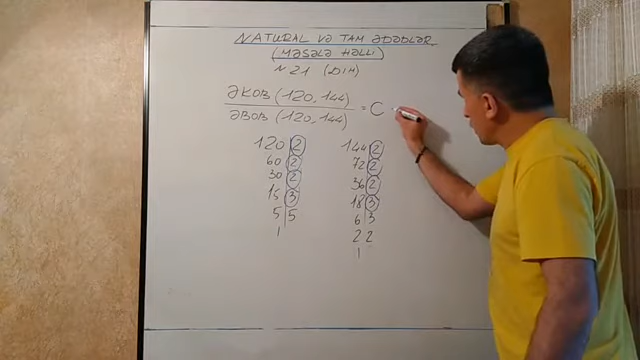 NATURAL VƏ TAM ƏDƏDLƏR
(MƏSƏLƏ HƏLLİ)
N 21 (DİM)
ƏKOB (120, 144)
ƏBOB (120, 144)
= C -
120 2
60 2
30 2
15 3
5 5
1
144 2
72 2
36 2
18 3
6 3
2 2
1